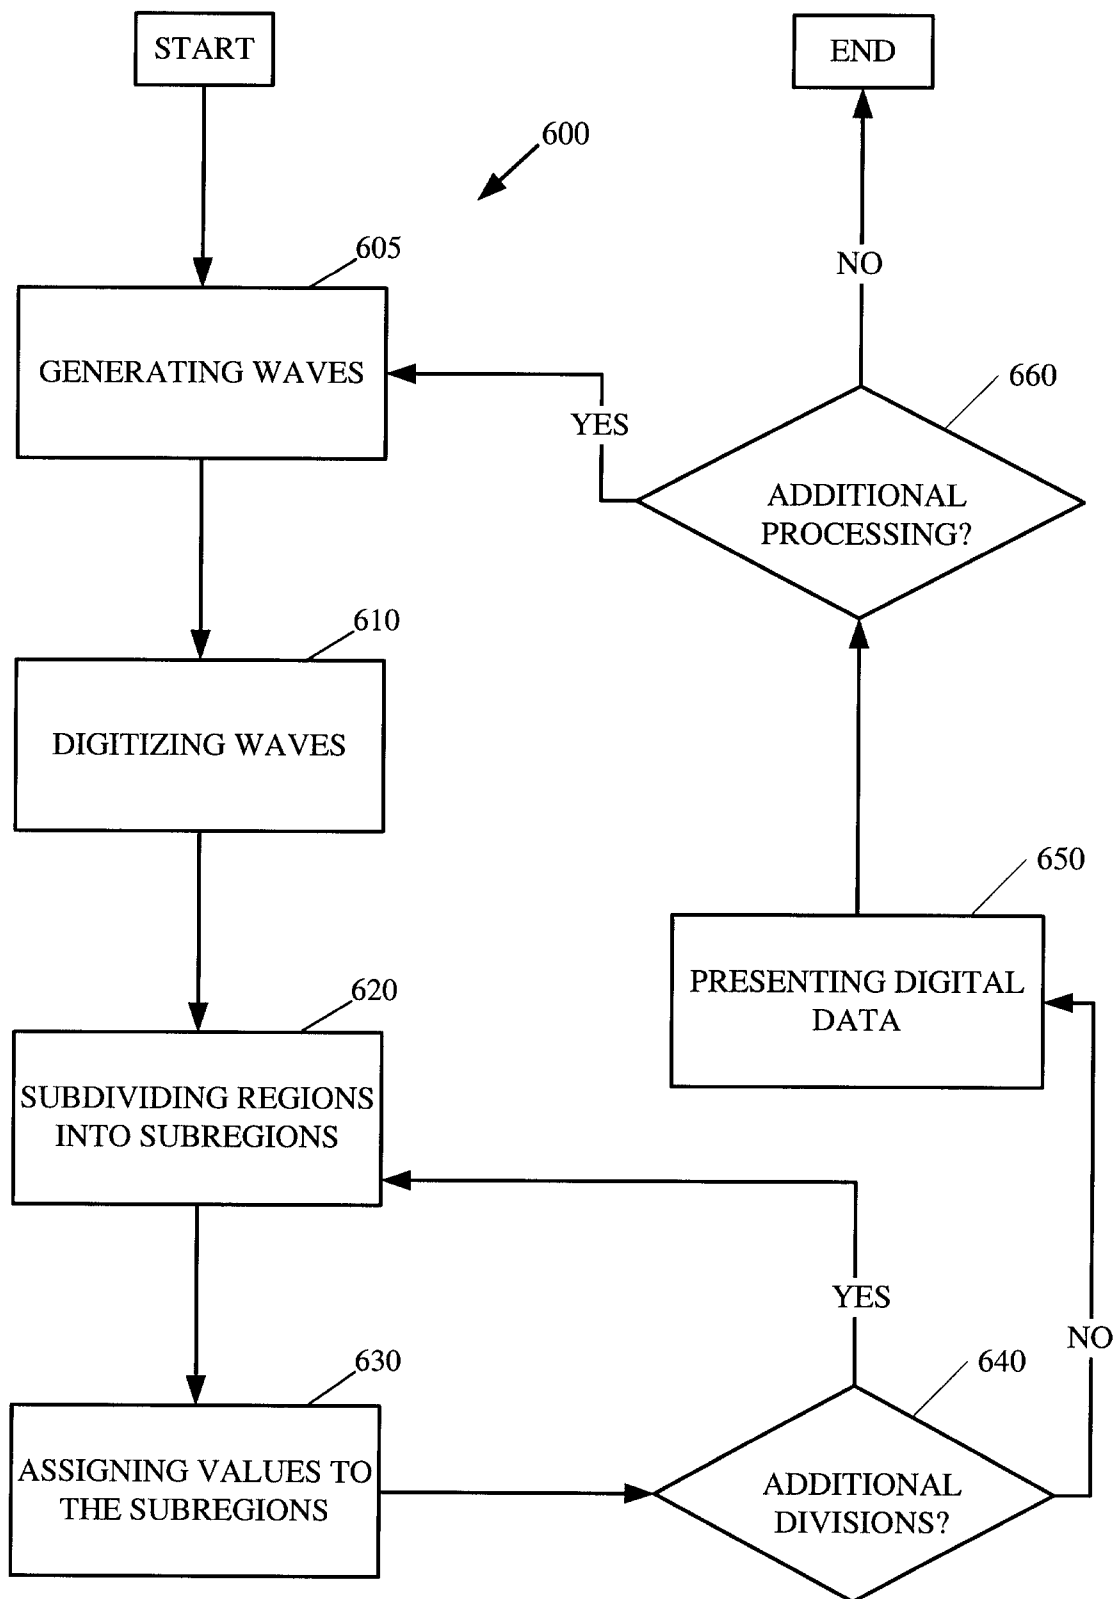 START
END
600
605
GENERATING WAVES
NO
660
YES
ADDITIONAL
PROCESSING?
610
DIGITIZING WAVES
650
PRESENTING DIGITAL
DATA
620
SUBDIVIDING REGIONS
INTO SUBREGIONS
YES
NO
630
ASSIGNING VALUES TO
THE SUBREGIONS
640
ADDITIONAL
DIVISIONS?